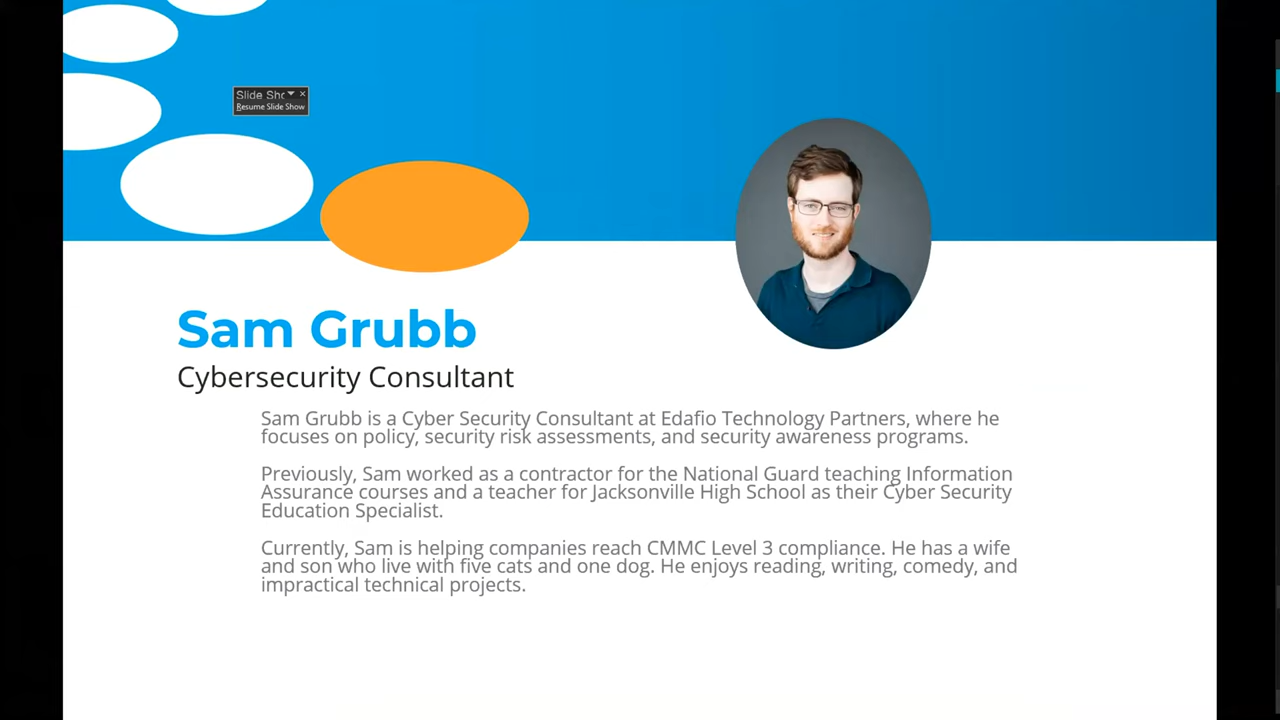 Slide Sho
Resume Slide Show
Sam Grubb
Cybersecurity Consultant
Sam Grubb is a Cyber Security Consultant at Edafio Technology Partners, where he
focuses on policy, security risk assessments, and security awareness programs.
Previously, Sam worked as a contractor for the National Guard teaching Information
Assurance courses and a teacher for Jacksonville High School as their Cyber Security
Education Specialist.
Currently, Sam is helping companies reach CMMC Level 3 compliance. He has a wife
and son who live with five cats and one dog. He enjoys reading, writing, comedy, and
impractical technical projects.